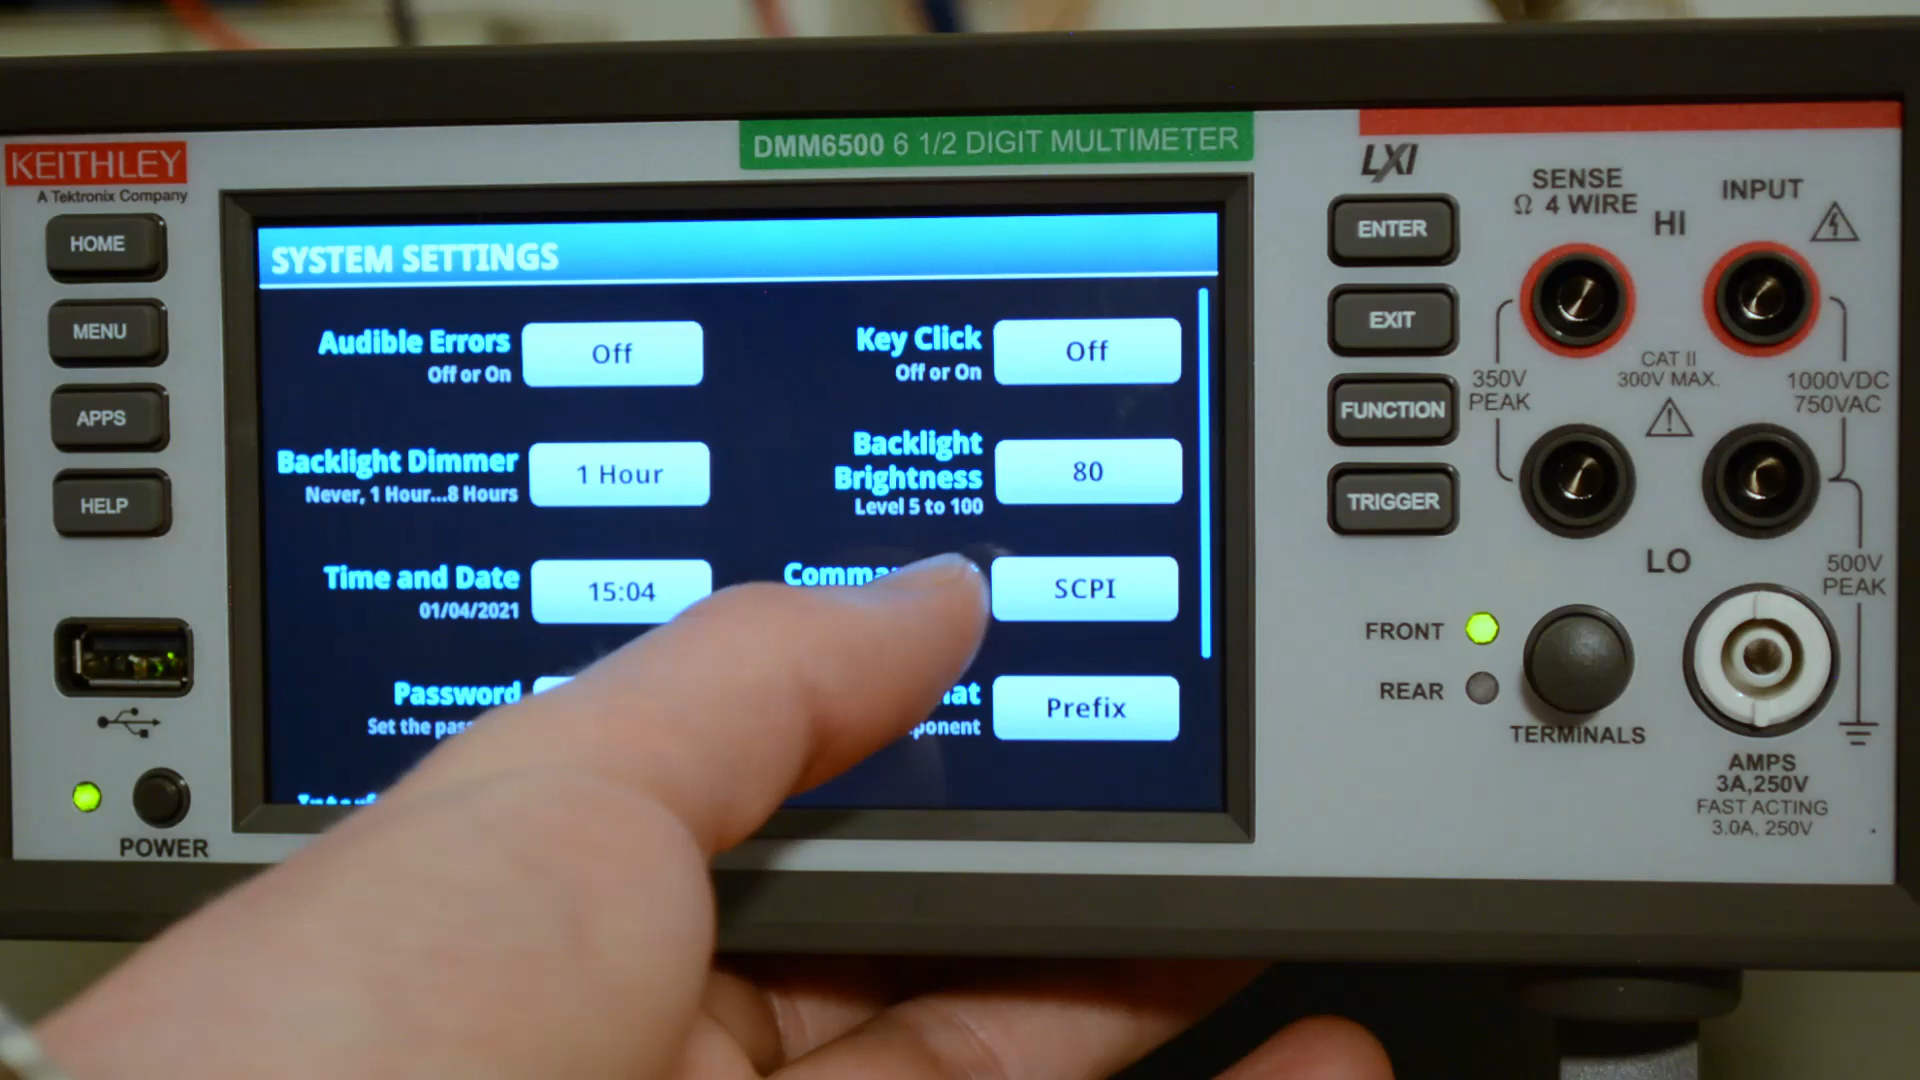 KEITHLEY
A Tektronix Company
DMM6500 6 1/2 DIGIT MULTIMETER
LXI
HOME
MENU
APPS
HELP
POWER
SYSTEM SETTINGS
Audible Errors
Off or On
Off
Key Click
Off or On
Off
Backlight Dimmer
Never, 1 Hour...8 Hours
1 Hour
Backlight
Brightness
Level 5 to 100
80
Time and Date
01/04/2021
15:04
SCPI
Password
Set the
Prefix
ENTER
EXIT
FUNCTION
TRIGGER
SENSE
Ω 4 WIRE
INPUT
HI
350V
PEAK
CAT II
300V MAX.
1000VDC
750VAC
LO
500V
PEAK
FRONT
REAR
TERMINALS
AMPS
3A,250V
FAST ACTING
3.0A, 250V